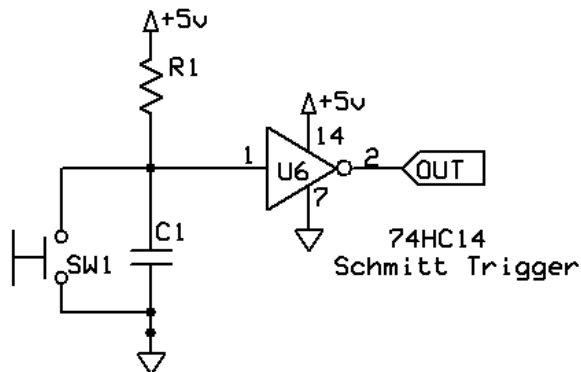 +5v
R1
+5v
14
1
U6
2
OUT
7
C1
SW1
74HC14
Schmitt Trigger